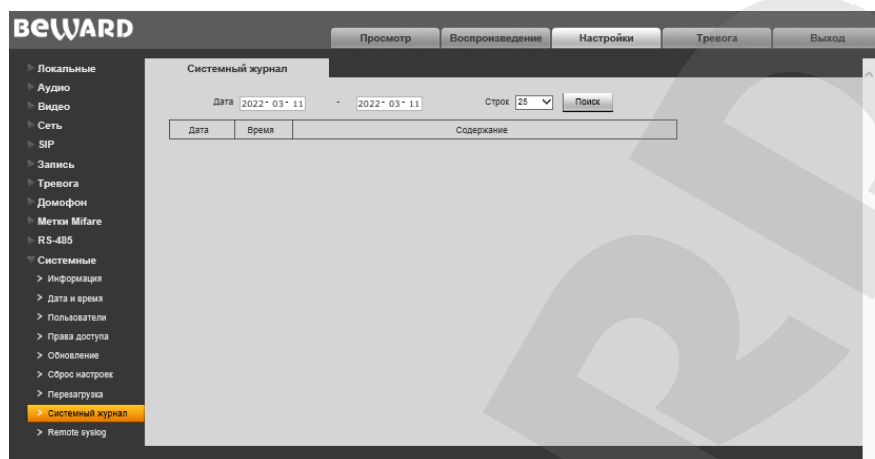 BEWARD
Просмотр Воспроизведение Настройки Тревога Выход
Локальные
Аудио
Видео
Сеть
SIP
Запись
Тревога
Домофон
Метки Mifare
RS-485
Системные
Информация
Дата и время
Пользователи
Права доступа
Обновление
Сброс настроек
Перезагрузка
Системный журнал
Remote syslog
Системный журнал
Дата 2022-03-11 - 2022-03-11 Строк 25 Поиск
Дата Время Содержание